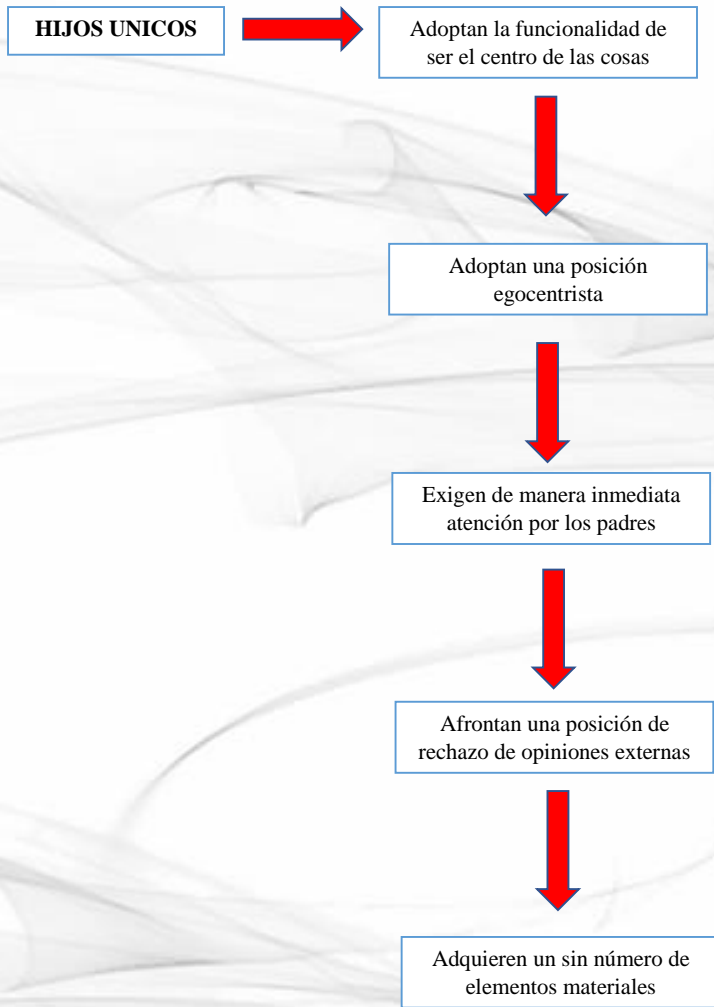 HIJOS UNICOS
Adoptan la funcionalidad de
ser el centro de las cosas
Adoptan una posición
egocentrista
Exigen de manera inmediata
atención por los padres
Afrontan una posición de
rechazo de opiniones externas
Adquieren un sin número de
elementos materiales